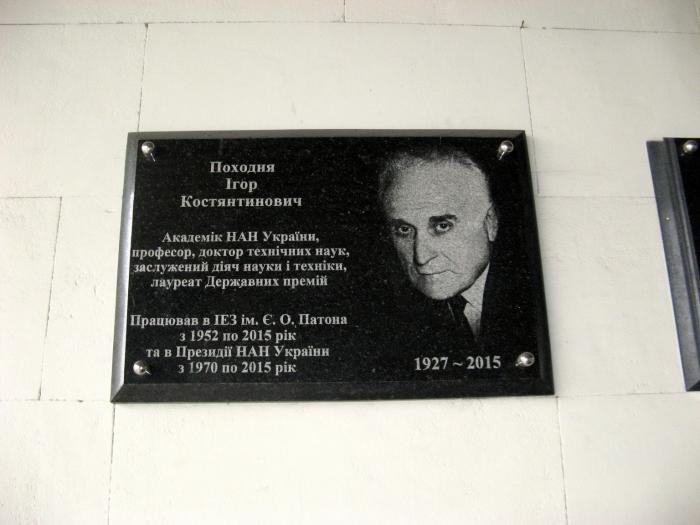 Походня
Ігор
Костянтинович
Академік НАН України,
професор, доктор технічних наук,
заслужений діяч науки і техніки,
лауреат Державних премій
Працював в ІЕЗ ім. Є. О. Патона
з 1952 по 2015 рік
та в Президії НАН України
з 1970 по 2015 рік
1927 ~ 2015